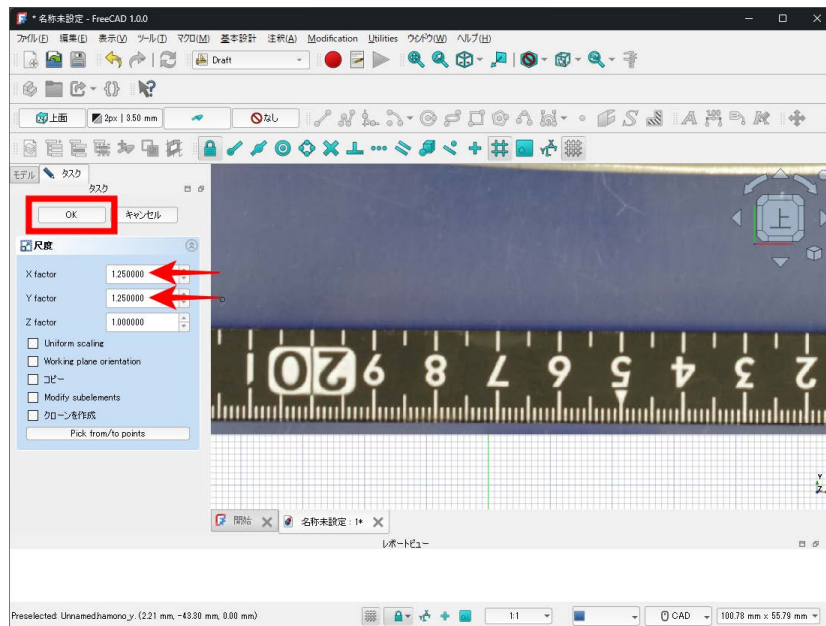 * 名称未設定 - FreeCAD 1.0.0
ファイル(F) 編集(E) 表示(V) ツール(T) マクロ(M) 基本設計 注釈(A) Modification Utilities ウィンドウ(W) ヘルプ(H)
Draft
上面 2px | 3.50 mm なし
モデル タスク
タスク
OK キャンセル
尺度
X factor 1.250000
Y factor 1.250000
Z factor 1.000000
Uniform scaling
Working plane orientation
コピー
Modify subelements
クローンを作成
Pick from/to points
上
1 20 9 8 7 6 5 4 3 2
開始 名称未設定 : 1*
レポートビュー
Preselected: Unnamed.hamono_y. (2.21 mm, -43.30 mm, 0.00 mm) 1:1 CAD 100.78 mm x 55.79 mm